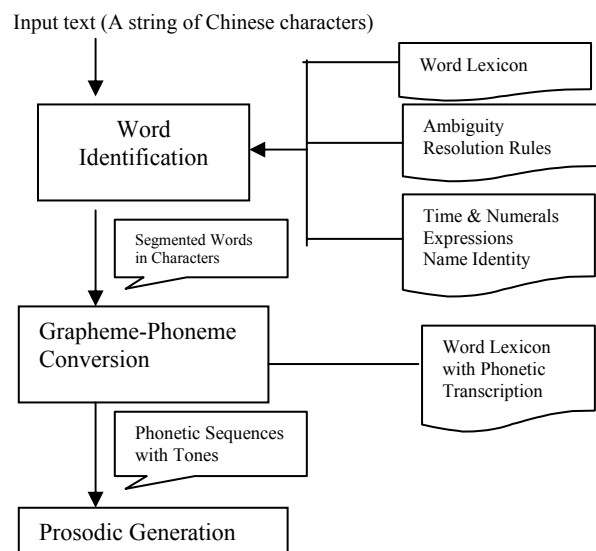 Input text (A string of Chinese characters)
Word Lexicon
Word
Identification
Ambiguity
Resolution Rules
Time & Numerals
Expressions
Name Identity
Segmented Words
in Characters
Grapheme-Phoneme
Conversion
Word Lexicon
with Phonetic
Transcription
Phonetic Sequences
with Tones
Prosodic Generation